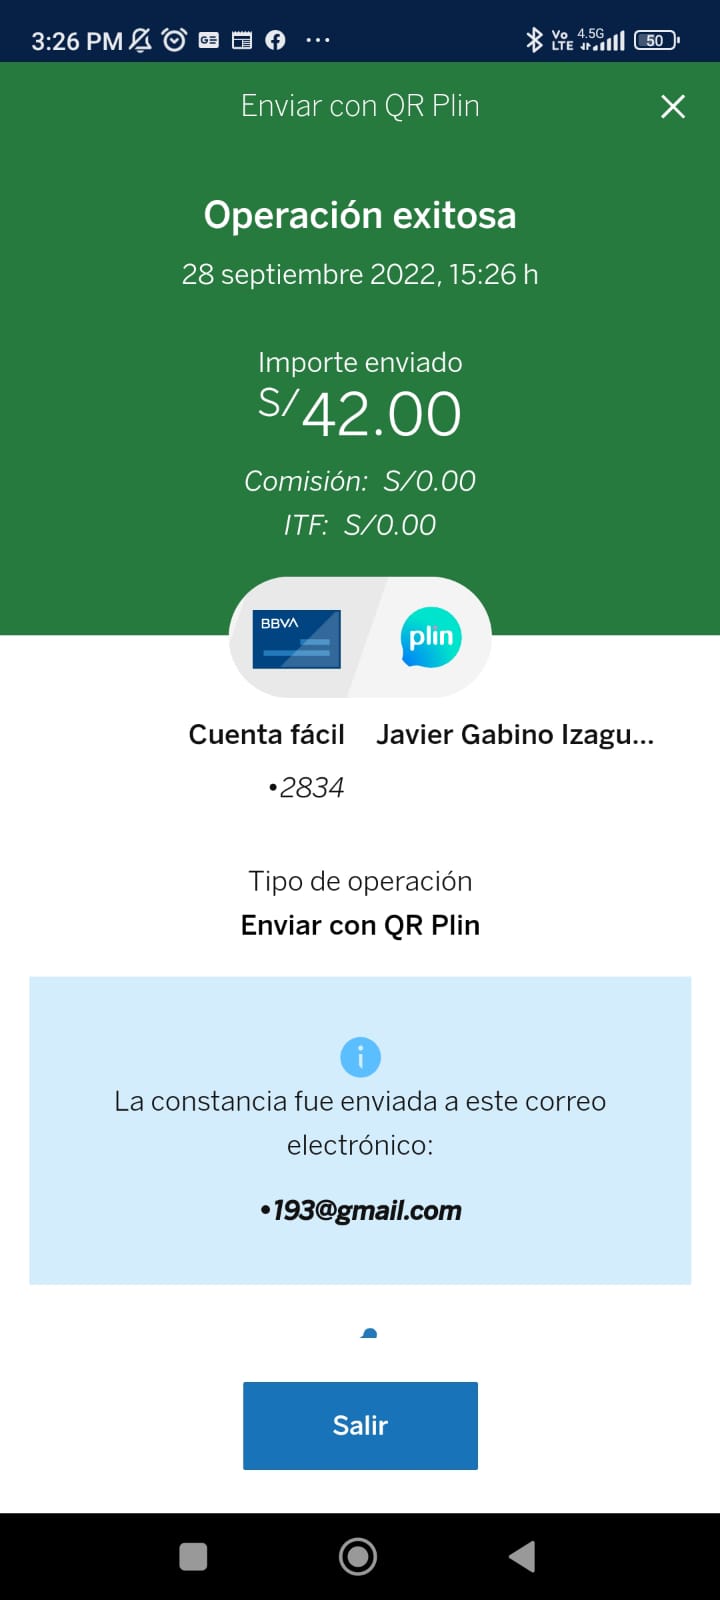 3:26 PM GE ... Vo LTE 4.5G 50
Enviar con QR Plin
Operación exitosa
28 septiembre 2022, 15:26 h
Importe enviado
S/42.00
Comisión: S/0.00
ITF: S/0.00
BBVA plin
Cuenta fácil Javier Gabino Izagu...
•2834
Tipo de operación
Enviar con QR Plin
i
La constancia fue enviada a este correo
electrónico:
•193@gmail.com
Salir